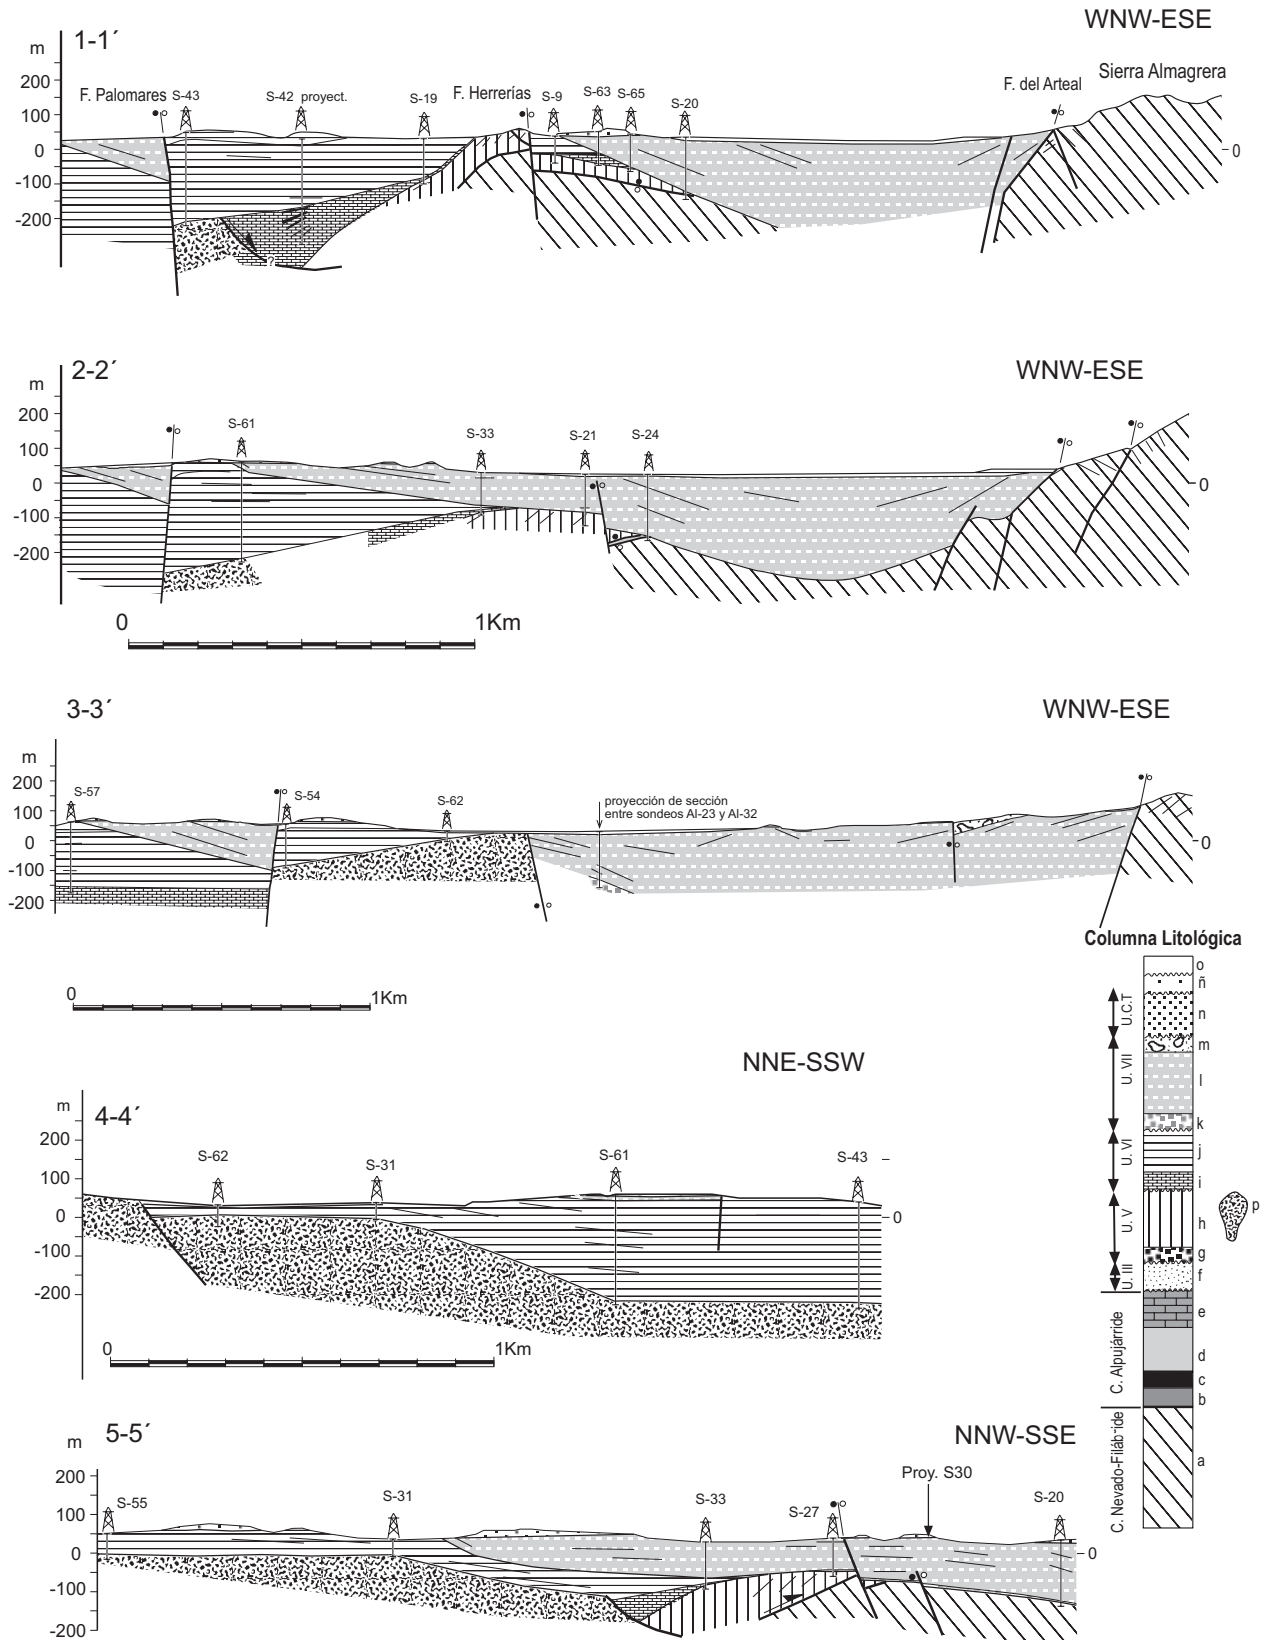 WNW-ESE
1-1´
m
200
100
0
-100
-200
F. Palomares
S-43
S-42 proyect.
S-19
F. Herrerías
S-9
S-63
S-65
S-20
F. del Arteal
Sierra Almagrera
0
?
2-2´
WNW-ESE
m
200
100
0
-100
-200
S-61
S-33
S-21
S-24
0
0
1Km
3-3´
WNW-ESE
m
200
100
0
-100
-200
S-57
S-54
S-62
proyección de sección
entre sondeos Al-23 y Al-32
0
0
1Km
NNE-SSW
4-4´
m
200
100
0
-100
-200
S-62
S-31
S-61
S-43
0
0
1Km
5-5´
NNW-SSE
m
200
100
0
-100
-200
S-55
S-31
S-33
S-27
Proy. S30
S-20
0
Columna Litológica
o
ñ
n
m
l
k
j
i
h
g
f
e
d
c
b
a
p
U.C.T
U. VII
U. VI
U. V
U. III
C. Alpujárride
C. Nevado-Filábride